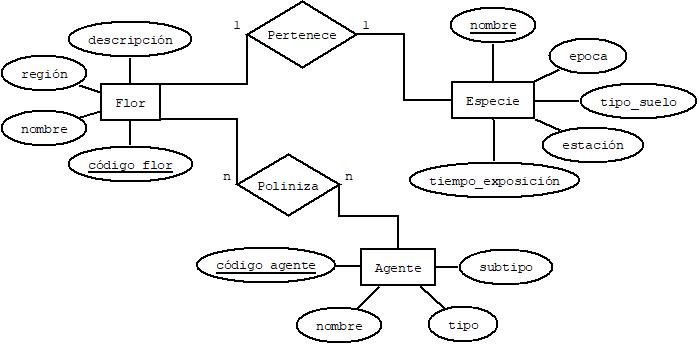 descripción
región
nombre
código flor
Flor
1
Pertenece
1
nombre
epoca
tipo_suelo
estación
tiempo_exposición
Especie
n
Poliniza
n
código agente
Agente
subtipo
nombre
tipo